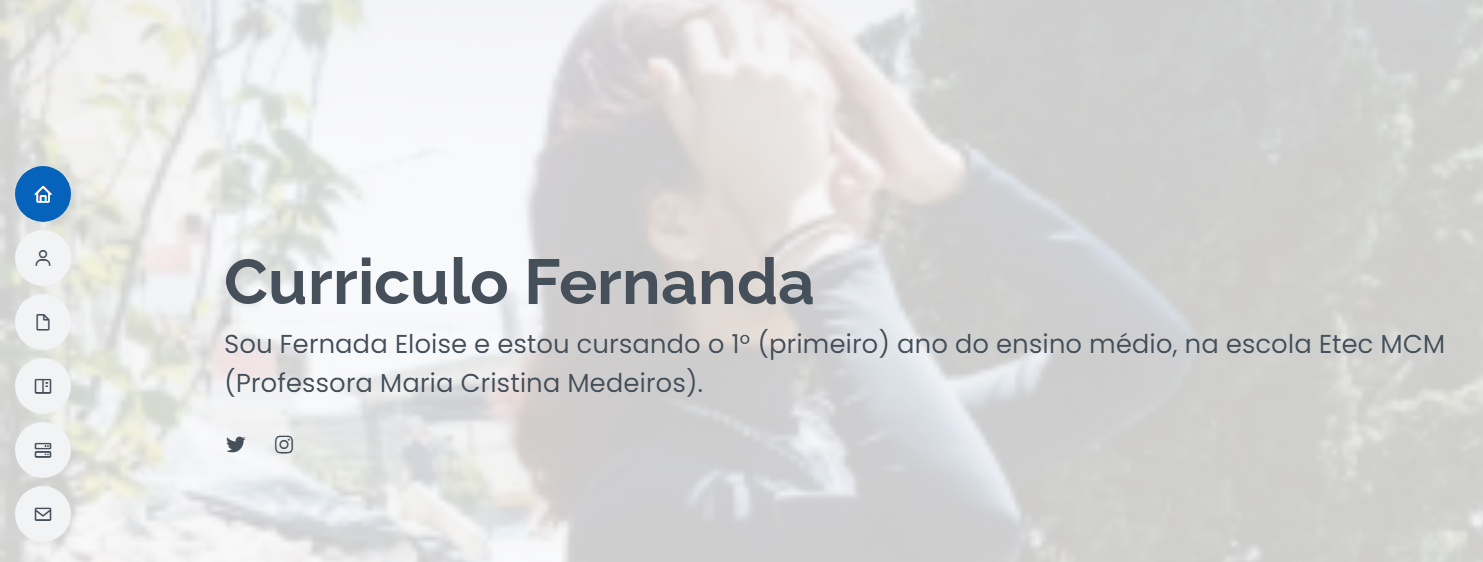 Curriculo Fernanda
Sou Fernada Eloise e estou cursando o 1º (primeiro) ano do ensino médio, na escola Etec MCM
(Professora Maria Cristina Medeiros).